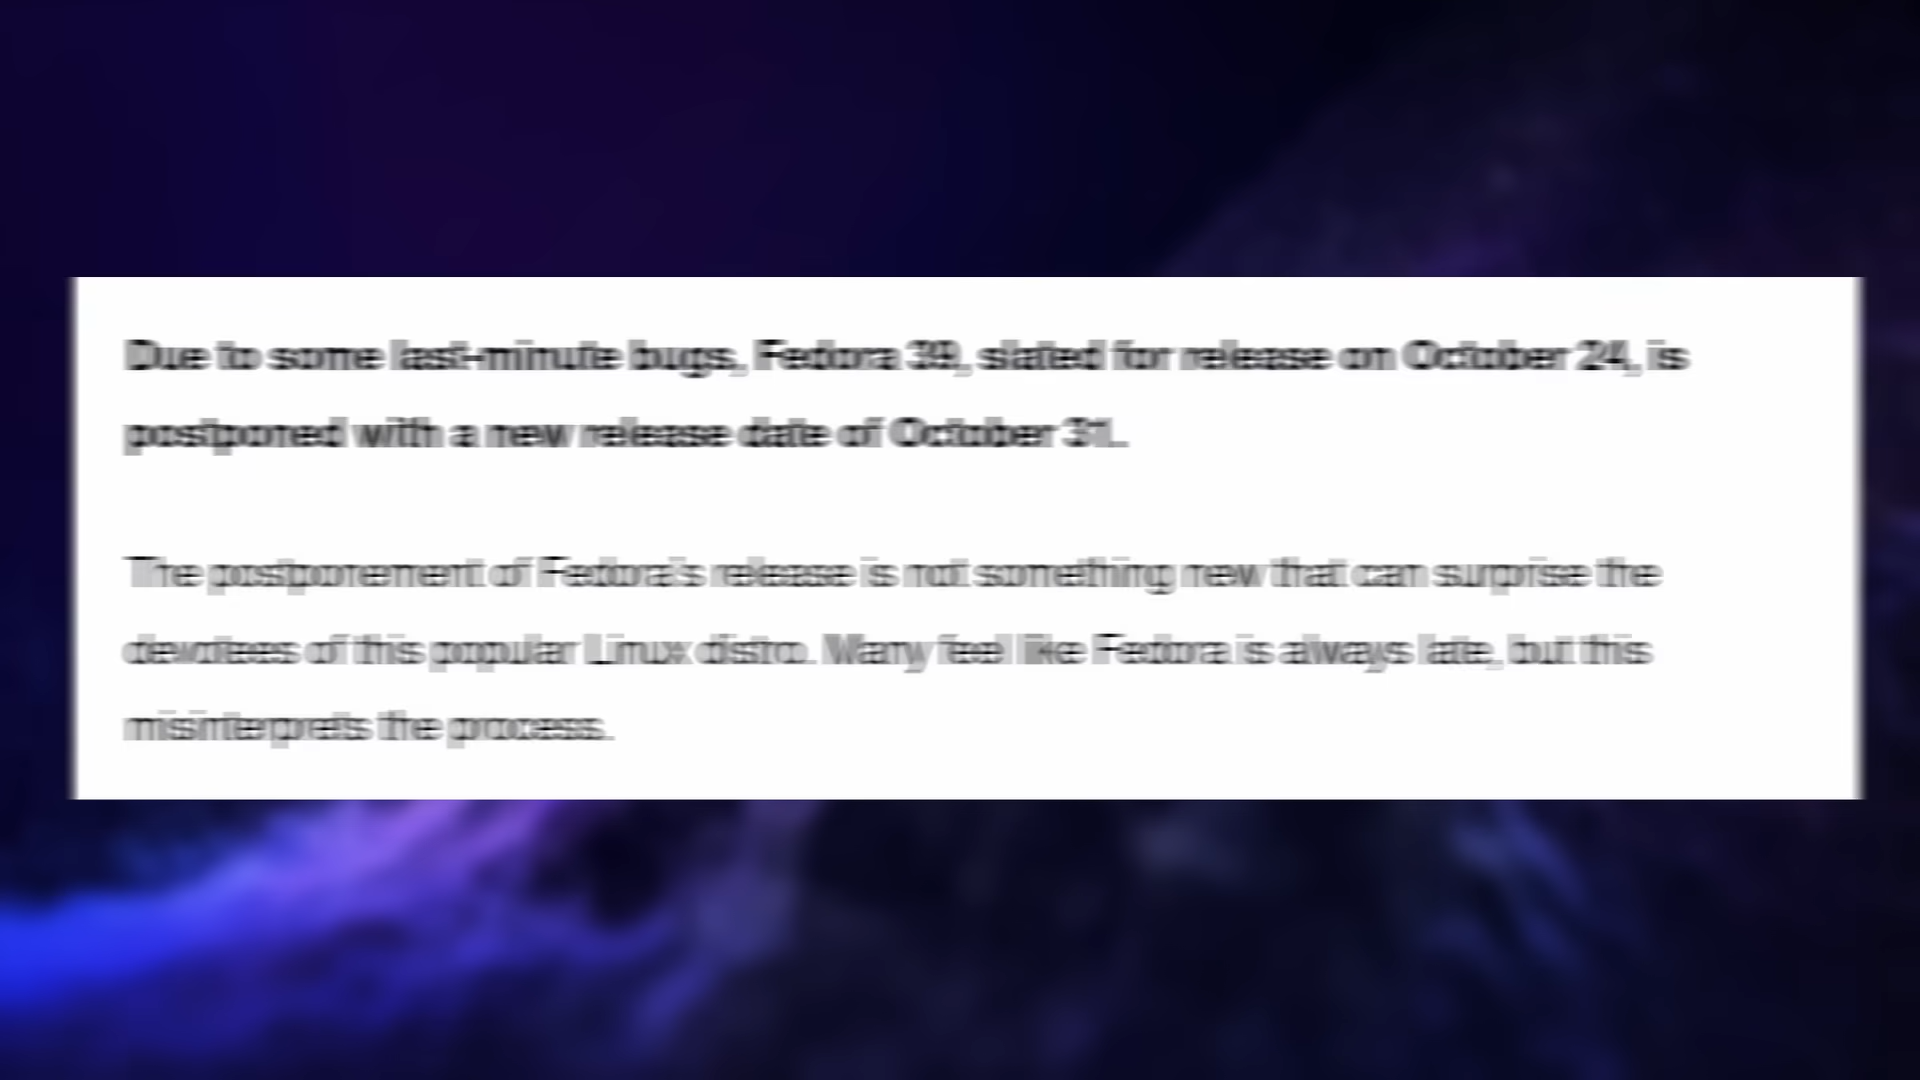 Due to some last-minute bugs, Fedora 39, slated for release on October 24, is
postponed with a new release date of October 31.
The postponement of Fedora's release is not something new that can surprise the
devotees of this popular Linux distro. Many feel like Fedora is always late, but this
misinterprets the process.